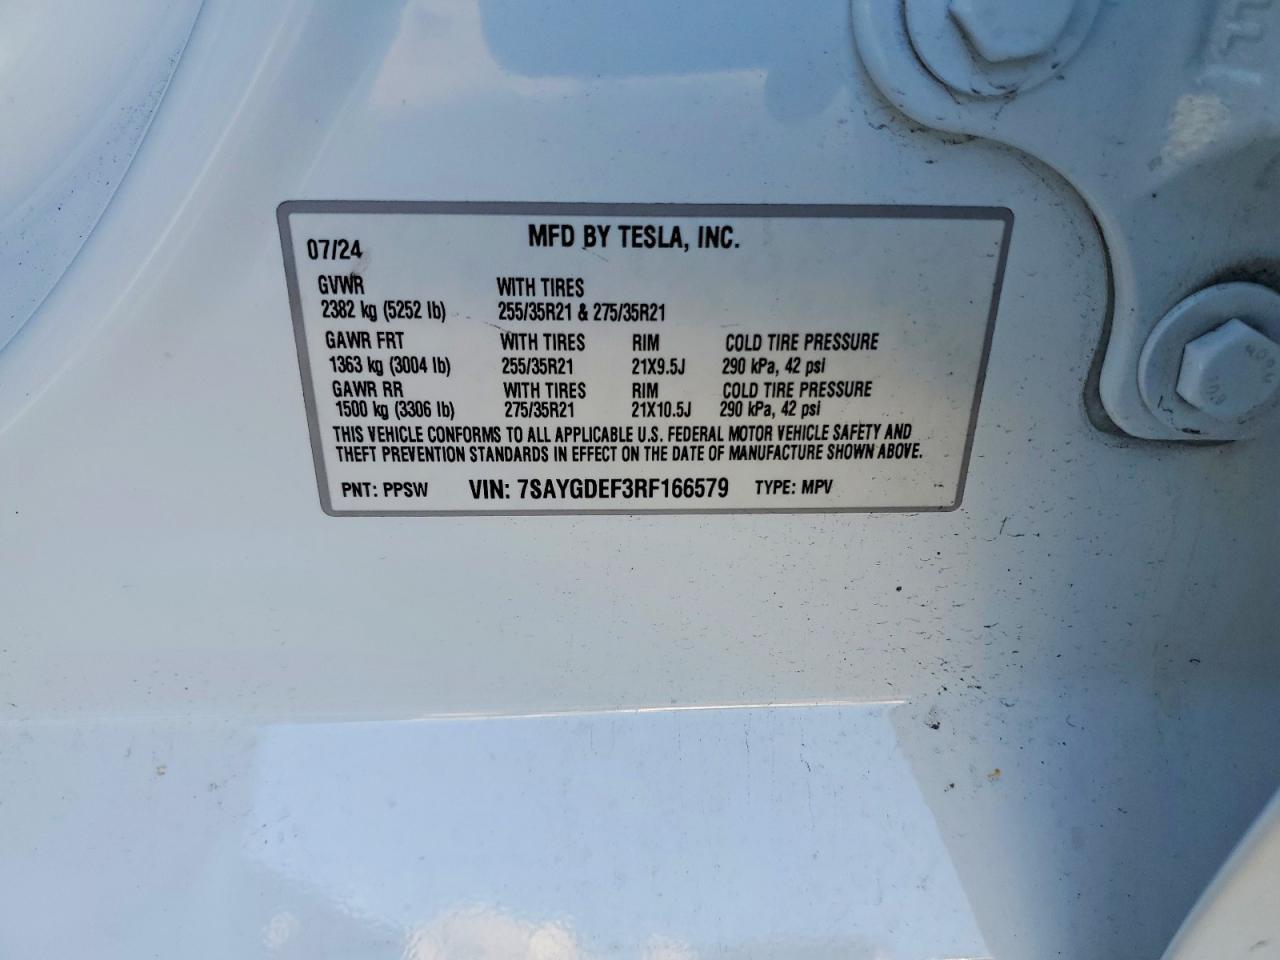 MFD BY TESLA, INC.
07/24
GVWR WITH TIRES
2382 kg (5252 lb) 255/35R21 & 275/35R21
GAWR FRT WITH TIRES RIM COLD TIRE PRESSURE
1363 kg (3004 lb) 255/35R21 21X9.5J 290 kPa, 42 psi
GAWR RR WITH TIRES RIM COLD TIRE PRESSURE
1500 kg (3306 lb) 275/35R21 21X10.5J 290 kPa, 42 psi
THIS VEHICLE CONFORMS TO ALL APPLICABLE U.S. FEDERAL MOTOR VEHICLE SAFETY AND
THEFT PREVENTION STANDARDS IN EFFECT ON THE DATE OF MANUFACTURE SHOWN ABOVE.
PNT: PPSW VIN: 7SAYGDEF3RF166579 TYPE: MPV